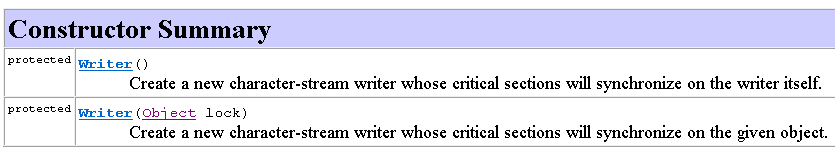 Constructor Summary
protected Writer()
Create a new character-stream writer whose critical sections will synchronize on the writer itself.
protected Writer(Object lock)
Create a new character-stream writer whose critical sections will synchronize on the given object.